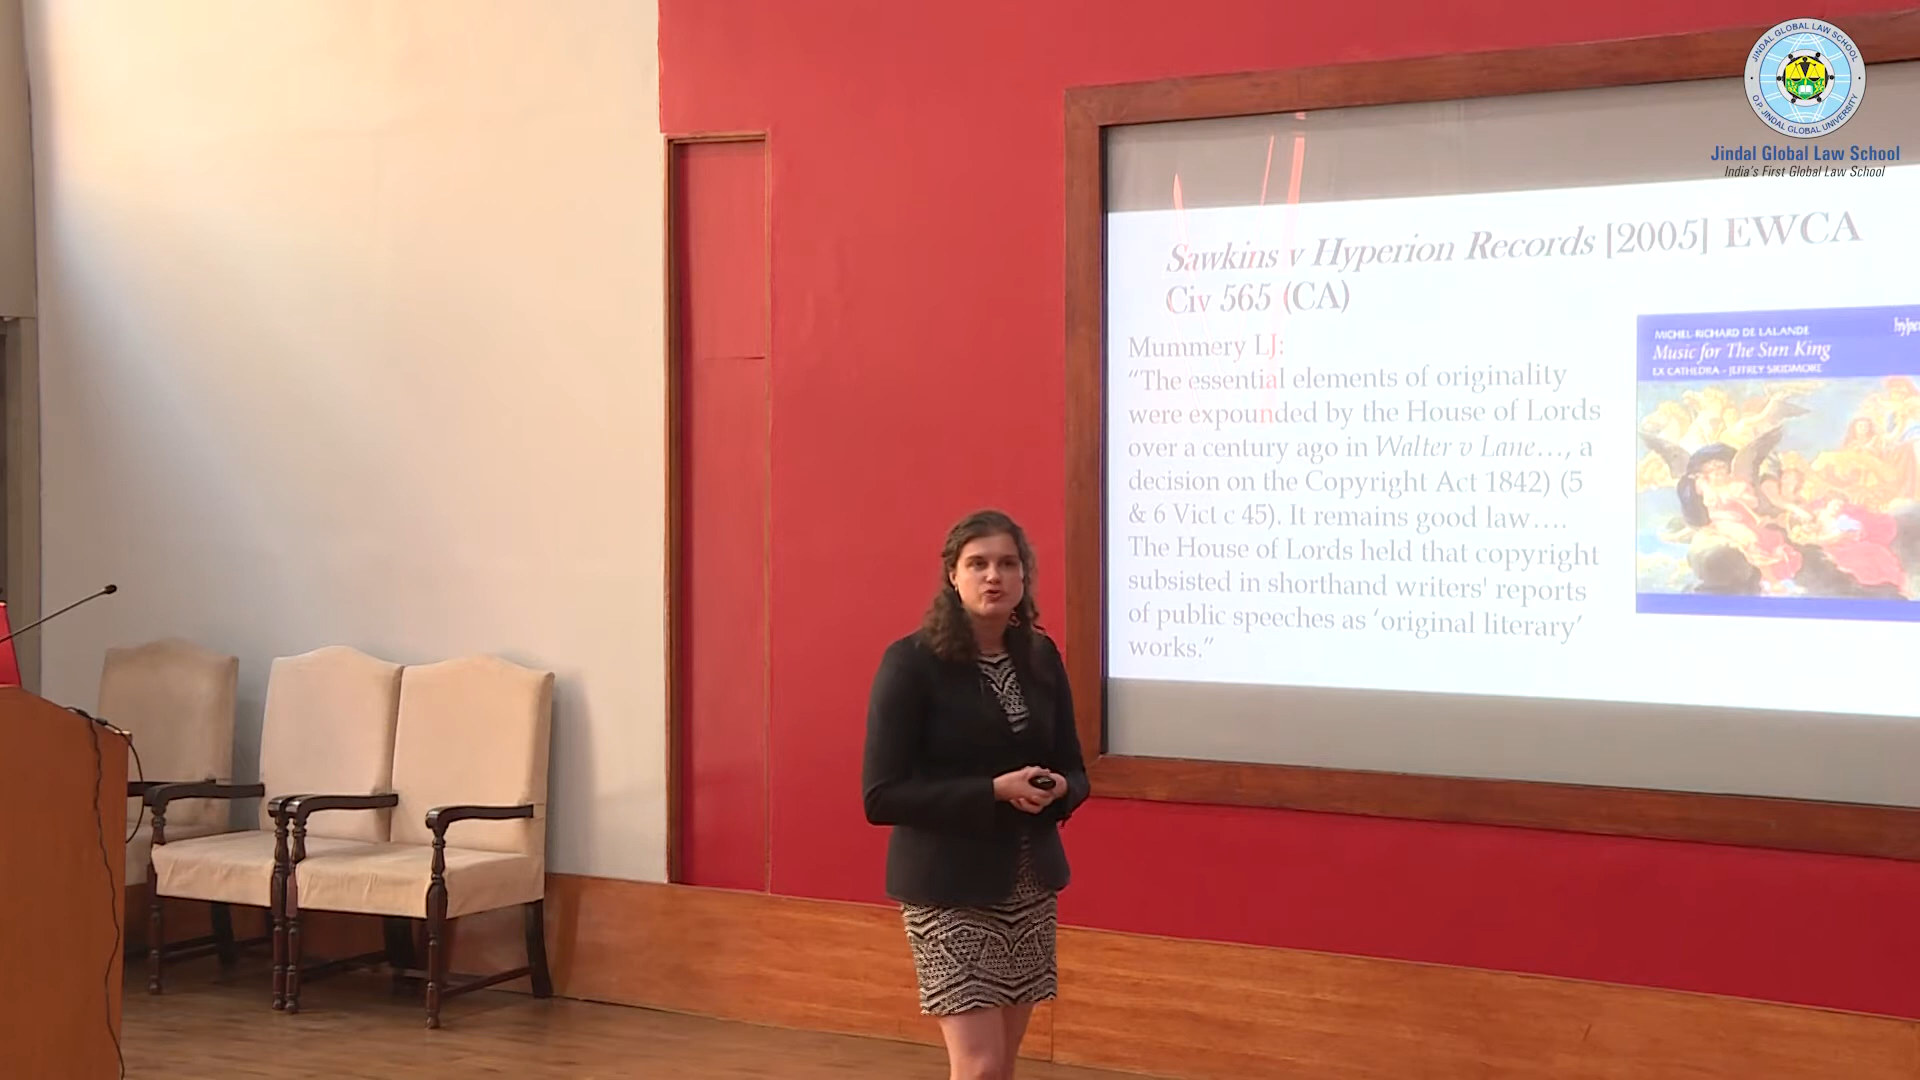 JINDAL GLOBAL LAW SCHOOL
O.P. JINDAL GLOBAL UNIVERSITY
Jindal Global Law School
India's First Global Law School
Sawkins v Hyperion Records [2005] EWCA
Civ 565 (CA)
Mummery LJ:
“The essential elements of originality
were expounded by the House of Lords
over a century ago in Walter v Lane…, a
decision on the Copyright Act 1842) (5
& 6 Vict c 45). It remains good law….
The House of Lords held that copyright
subsisted in shorthand writers' reports
of public speeches as ‘original literary’
works.”
MICHEL-RICHARD DE LALANDE
Music for The Sun King
EX CATHEDRA - JEFFREY SKIDMORE